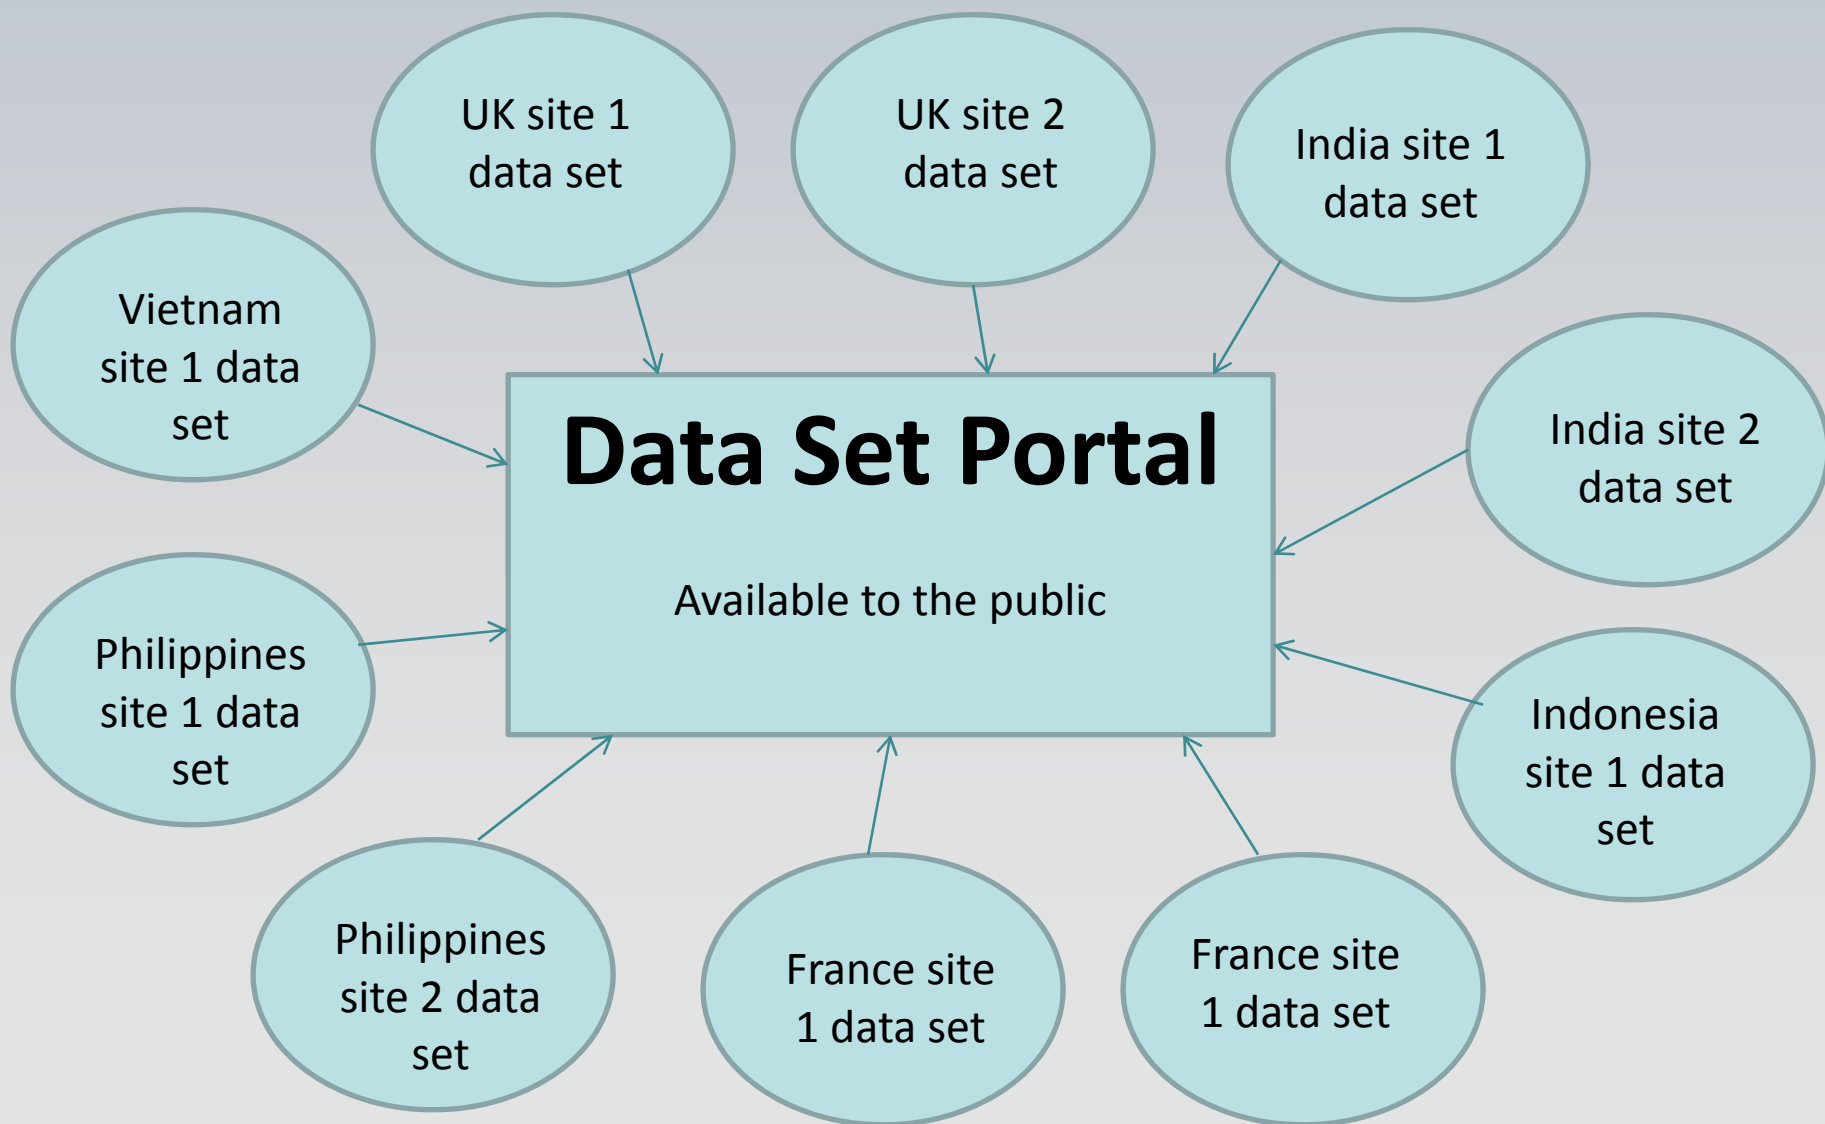 UK site 1
data set
UK site 2
data set
India site 1
data set
Vietnam
site 1 data
set
Data Set Portal
Available to the public
India site 2
data set
Philippines
site 1 data
set
Indonesia
site 1 data
set
Philippines
site 2 data
set
France site
1 data set
France site
1 data set